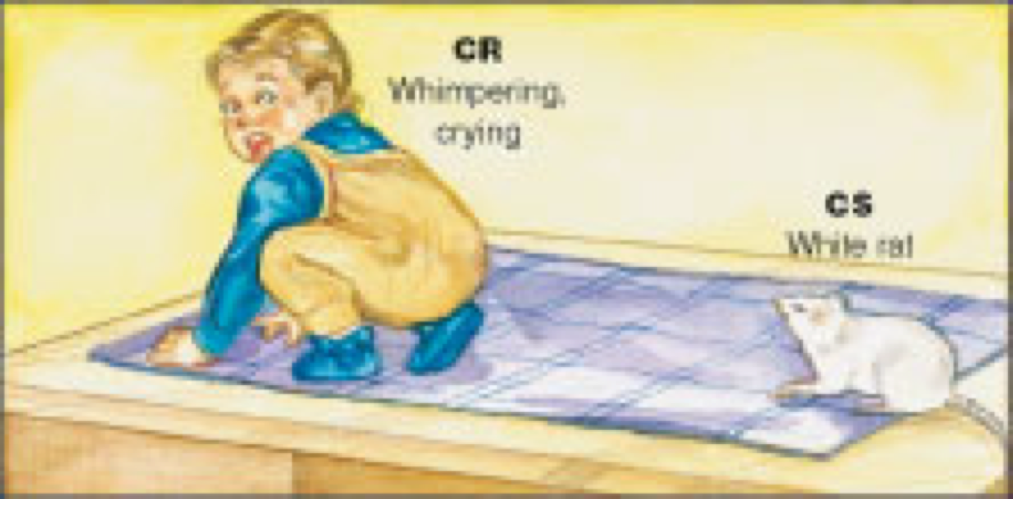 CR
Whimpering,
crying
CS
White rat